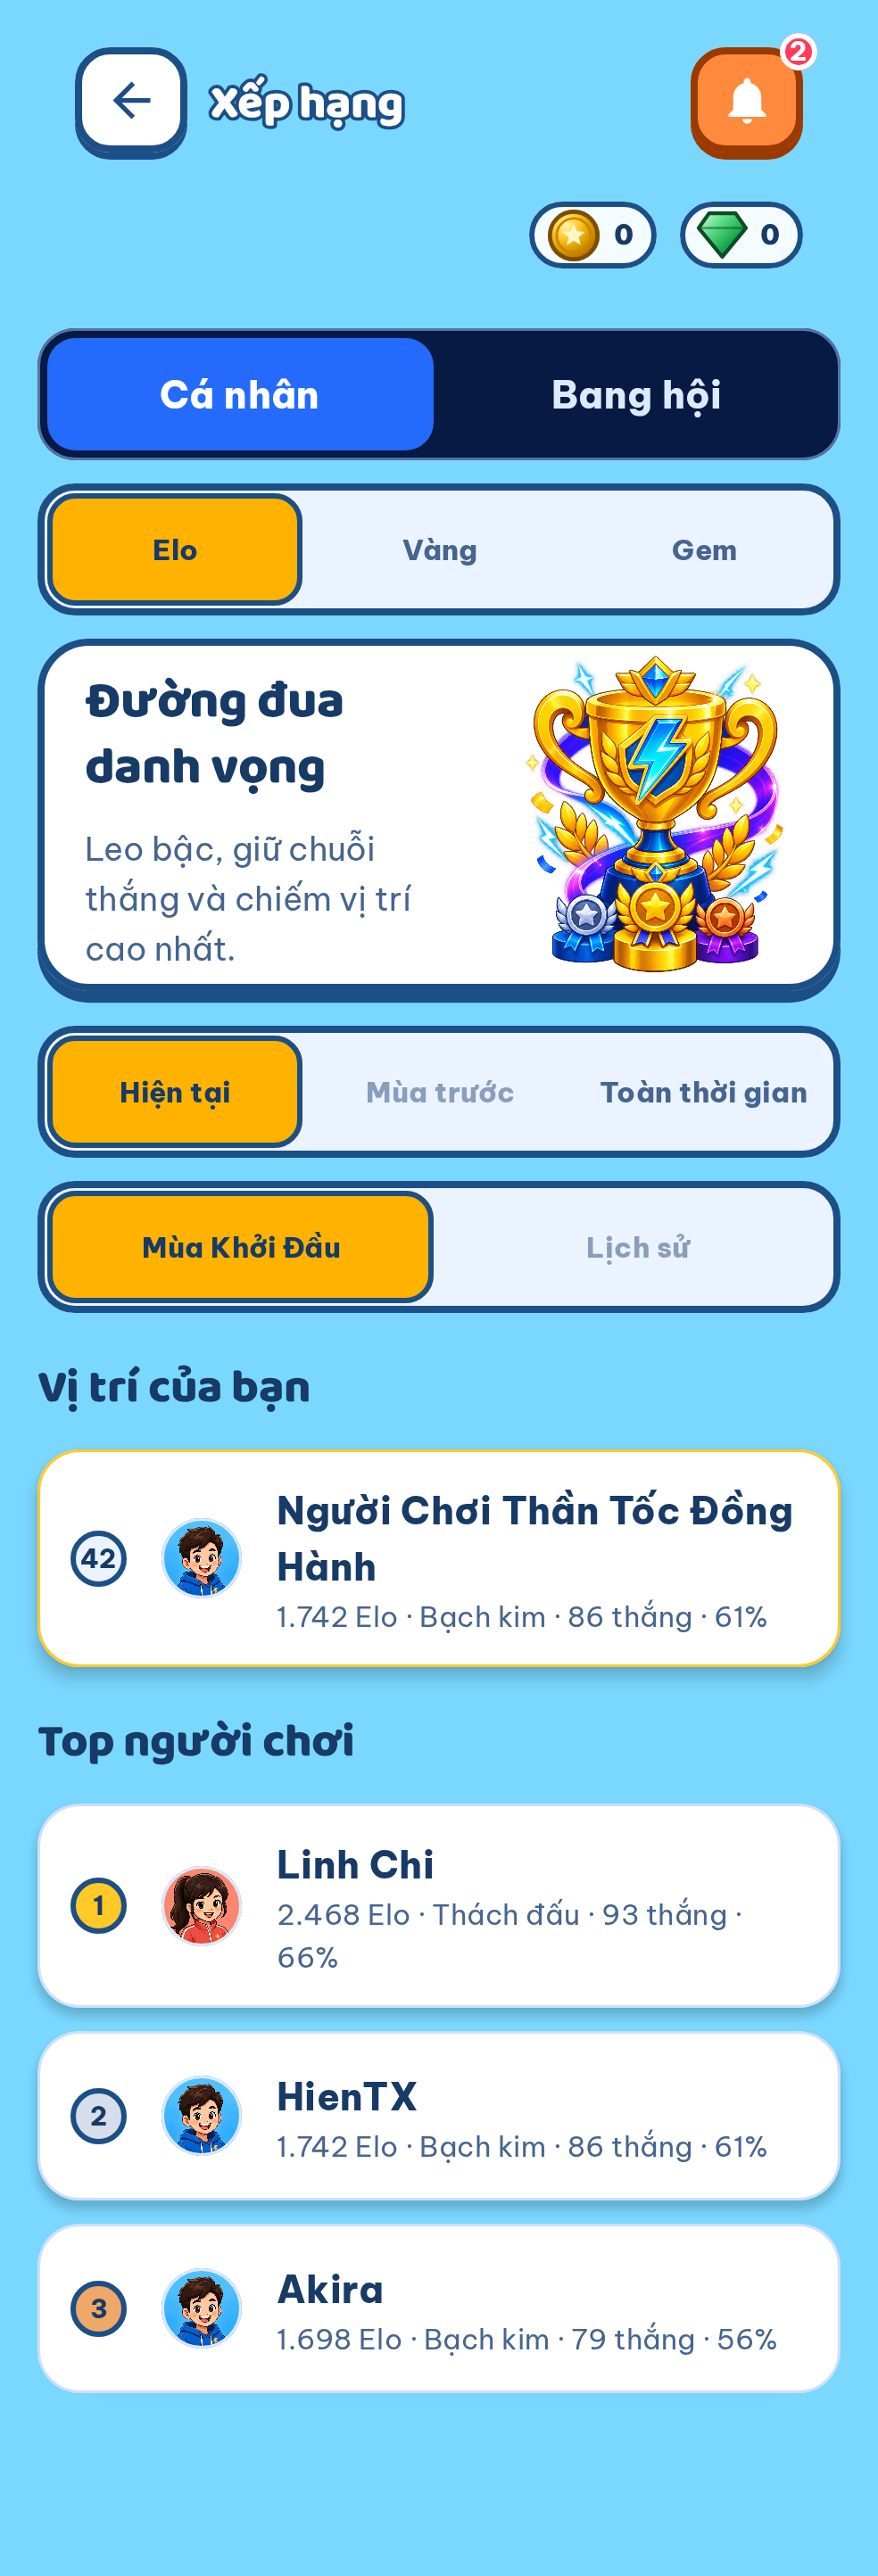 Xếp hạng
2
0 0
Cá nhân Bang hội
Elo Vàng Gem
Đường đua
danh vọng
Leo bậc, giữ chuỗi
thắng và chiếm vị trí
cao nhất.
Hiện tại Mùa trước Toàn thời gian
Mùa Khởi Đầu Lịch sử
Vị trí của bạn
42
Người Chơi Thần Tốc Đồng
Hành
1.742 Elo · Bạch kim · 86 thắng · 61%
Top người chơi
1
Linh Chi
2.468 Elo · Thách đấu · 93 thắng ·
66%
2
HienTX
1.742 Elo · Bạch kim · 86 thắng · 61%
3
Akira
1.698 Elo · Bạch kim · 79 thắng · 56%